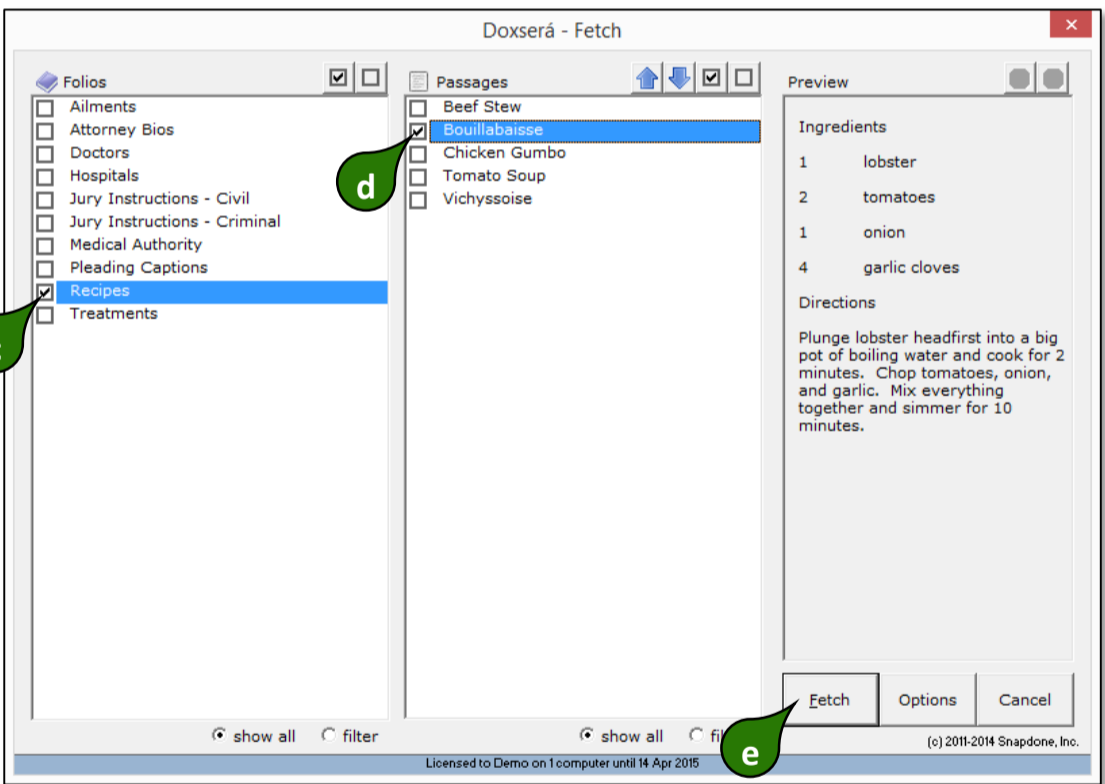 Doxserá - Fetch
Folios
Ailments
Attorney Bios
Doctors
Hospitals
Jury Instructions - Civil
Jury Instructions - Criminal
Medical Authority
Pleading Captions
Recipes
Treatments
show all filter
Passages
Beef Stew
Bouillabaisse
Chicken Gumbo
Tomato Soup
Vichyssoise
d
show all
Preview
Ingredients
1 lobster
2 tomatoes
1 onion
4 garlic cloves
Directions
Plunge lobster headfirst into a big
pot of boiling water and cook for 2
minutes. Chop tomatoes, onion,
and garlic. Mix everything
together and simmer for 10
minutes.
Fetch Options Cancel
e
(c) 2011-2014 Snapdone, Inc.
Licensed to Demo on 1 computer until 14 Apr 2015